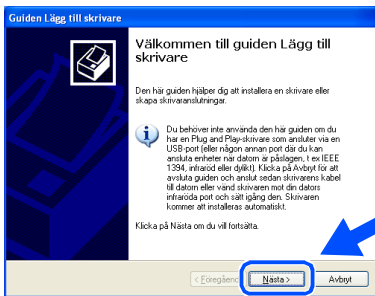 Guiden Lägg till skrivare
Välkommen till guiden Lägg till
skrivare
Den här guiden hjälper dig att installera en skrivare eller
skapa skrivaranslutningar.
Du behöver inte använda den här guiden om du
har en Plug and Play-skrivare som ansluter via en
USB-port (eller någon annan port där du kan
ansluta enheter när datorn är påslagen, t ex IEEE
1394, infraröd eller dylikt). Klicka på Avbryt för att
avsluta guiden och anslut sedan skrivarens kabel
till datorn eller vänd skrivaren mot din dators
infraröda port och sätt igång den. Skrivaren
kommer att installeras automatiskt.
Klicka på Nästa om du vill fortsätta.
< Föregående
Nästa >
Avbryt